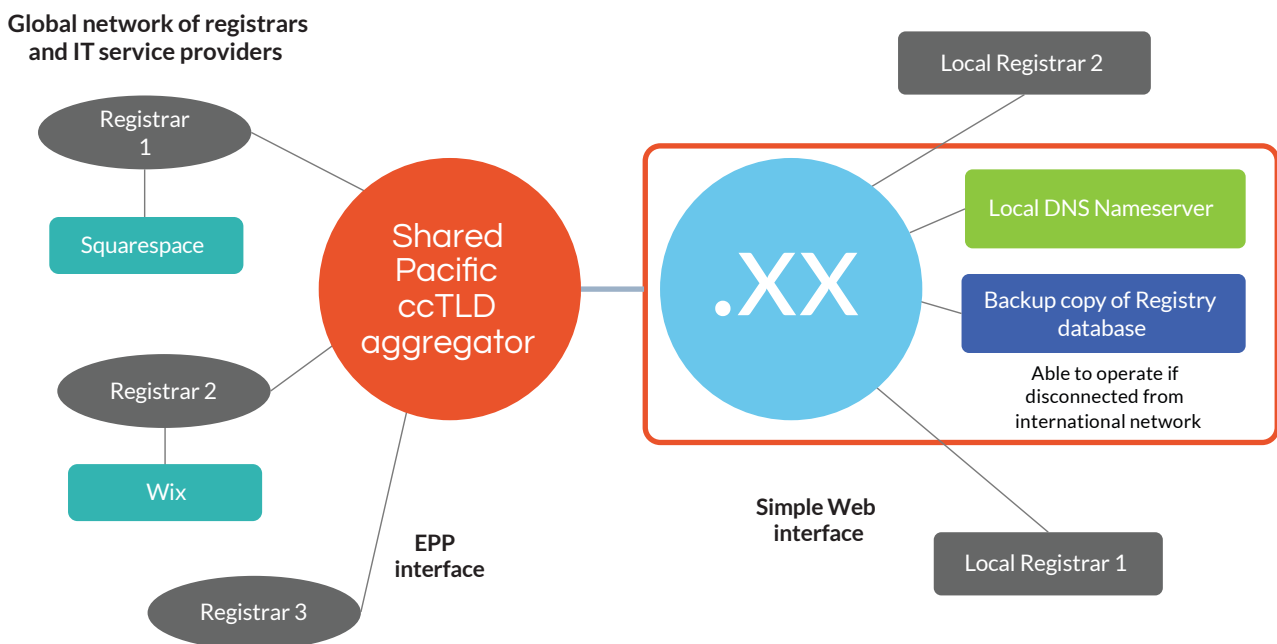 Global network of registrars
and IT service providers
Registrar
1
Squarespace
Registrar 2
Wix
Registrar 3
EPP
interface
Shared
Pacific
ccTLD
aggregator
.xx
Local Registrar 2
Local DNS Nameserver
Backup copy of Registry
database
Able to operate if
disconnected from
international network
Simple Web
interface
Local Registrar 1